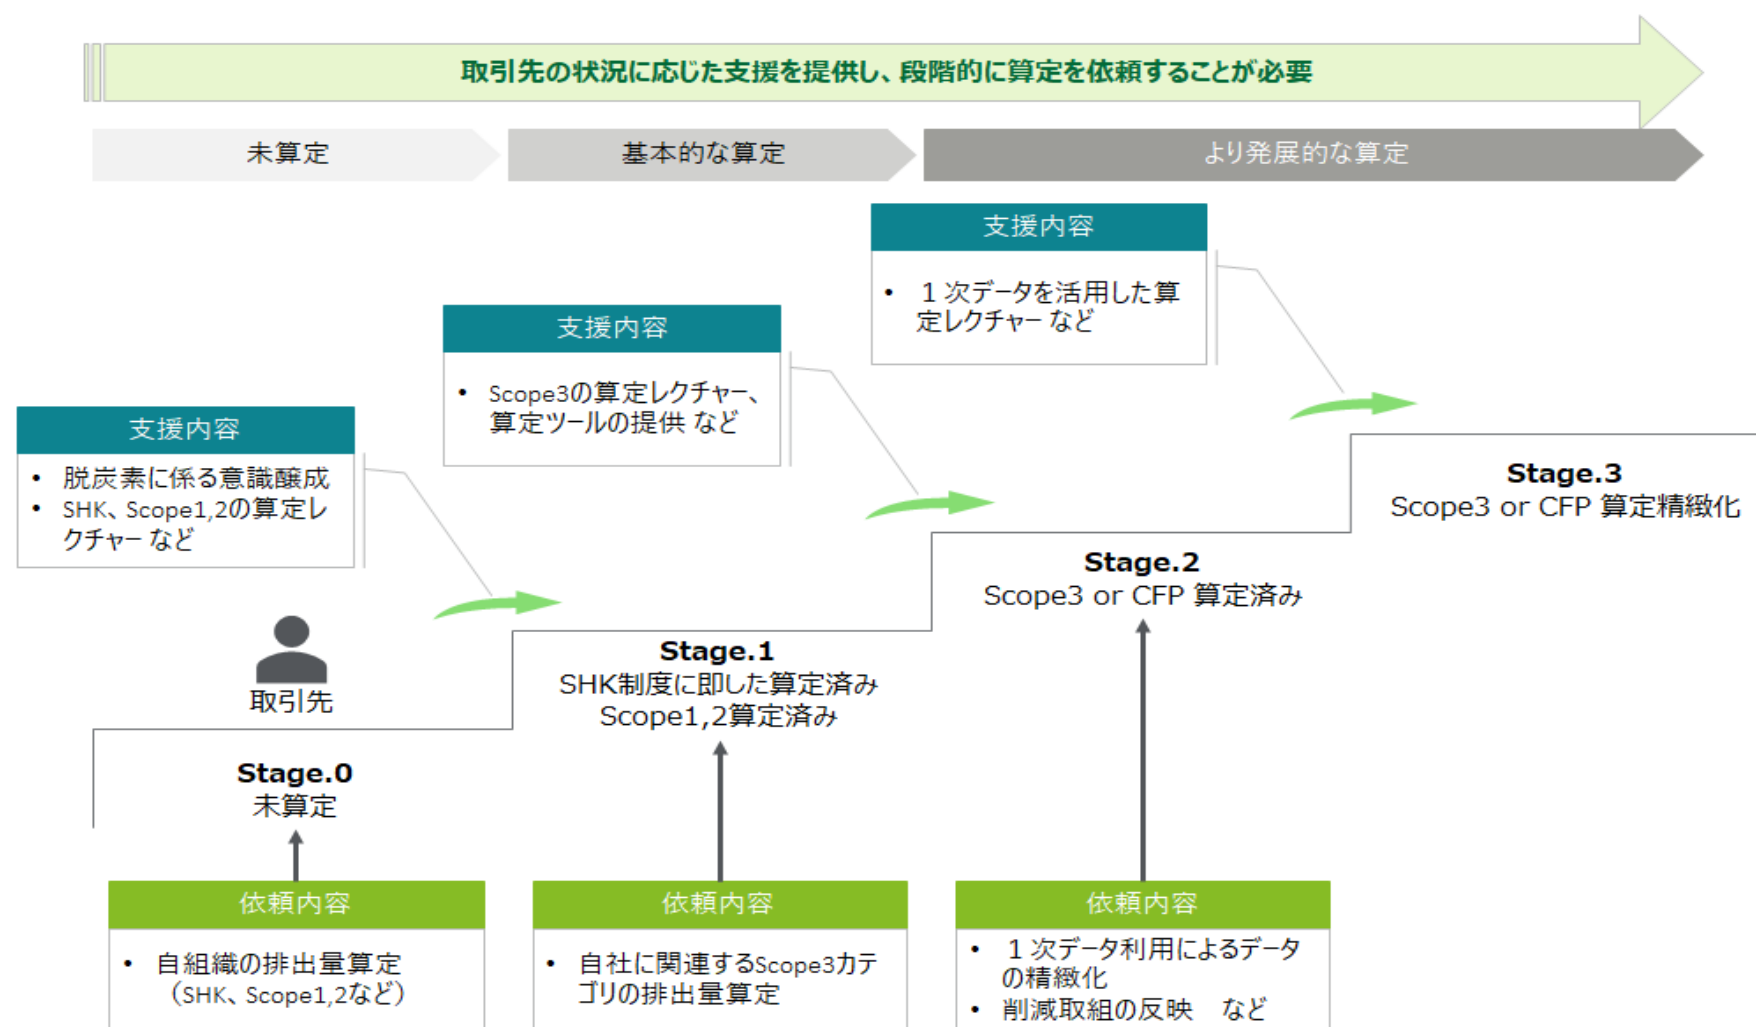 取引先の状況に応じた支援を提供し、段階的に算定を依頼することが必要
未算定
基本的な算定
より発展的な算定
支援内容
• １次データを活用した算
定レクチャー など
支援内容
• Scope3の算定レクチャー、
算定ツールの提供 など
支援内容
• 脱炭素に係る意識醸成
• SHK、Scope1,2の算定レ
クチャー など
Stage.3
Scope3 or CFP 算定精緻化
Stage.2
Scope3 or CFP 算定済み
Stage.1
SHK制度に即した算定済み
Scope1,2算定済み
取引先
Stage.0
未算定
依頼内容
• 自組織の排出量算定
（SHK、Scope1,2など）
依頼内容
• 自社に関連するScope3カテ
ゴリの排出量算定
依頼内容
• １次データ利用によるデータ
の精緻化
• 削減取組の反映　など